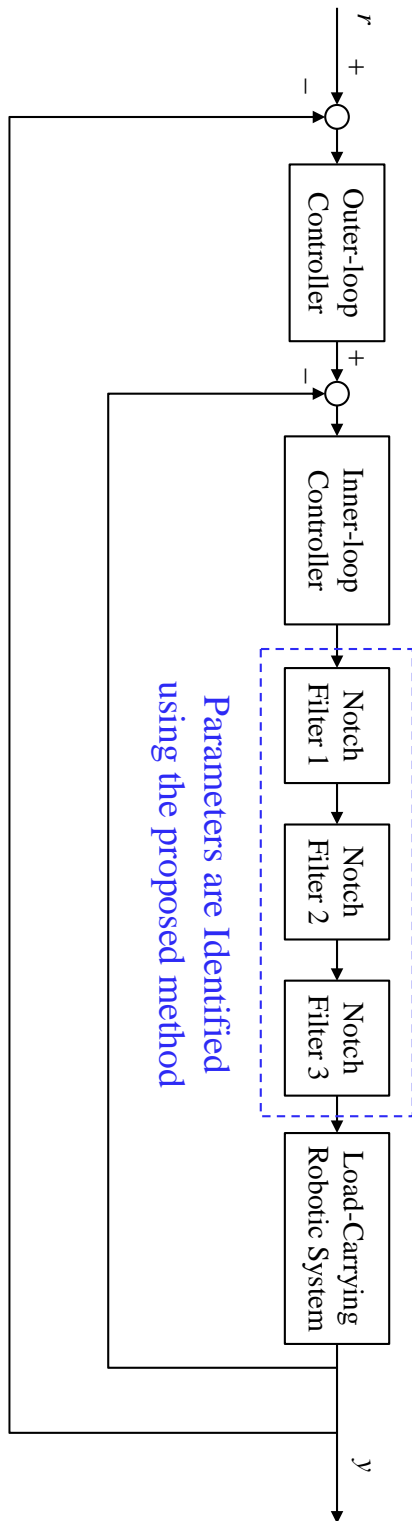 r
+
−
Outer-loop
Controller
+
−
Inner-loop
Controller
Notch
Filter 1
Notch
Filter 2
Notch
Filter 3
Load-Carrying
Robotic System
y
Parameters are Identified
using the proposed method